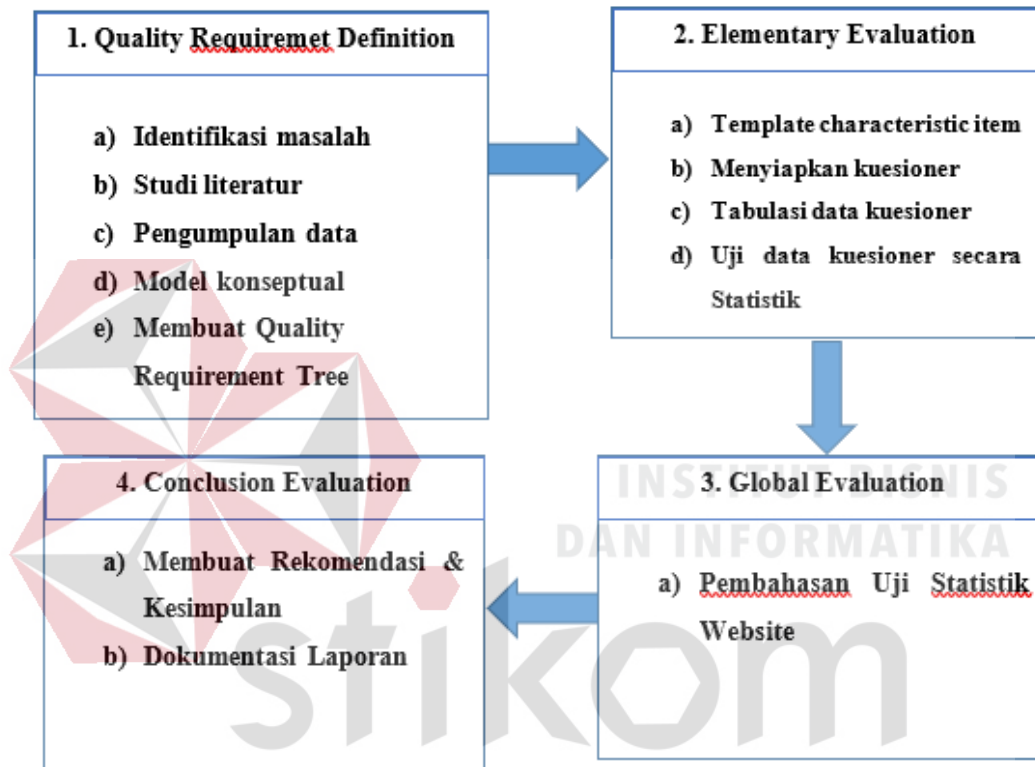 1. Quality Requiremet Definition
a) Identifikasi masalah
b) Studi literatur
c) Pengumpulan data
d) Model konseptual
e) Membuat Quality
Requirement Tree
2. Elementary Evaluation
a) Template characteristic item
b) Menyiapkan kuesioner
c) Tabulasi data kuesioner
d) Uji data kuesioner secara
Statistik
3. Global Evaluation
a) Pembahasan Uji Statistik
Website
4. Conclusion Evaluation
a) Membuat Rekomendasi &
Kesimpulan
b) Dokumentasi Laporan
INSTITUT BISNIS
DAN INFORMATIKA
stikom